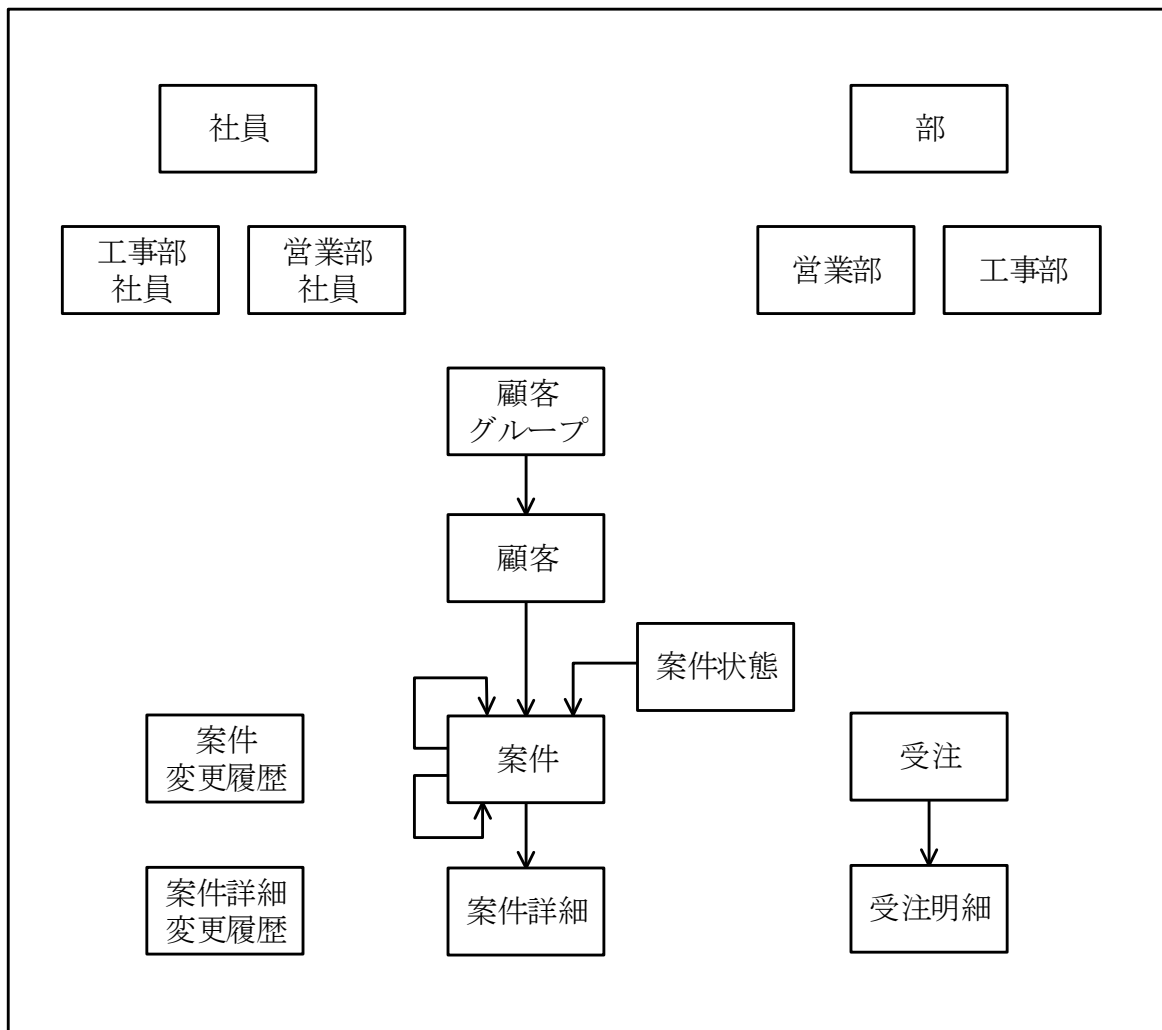 社員
部
工事部
社員
営業部
社員
営業部
工事部
顧客
グループ
顧客
案件状態
案件
変更履歴
案件
受注
案件詳細
変更履歴
案件詳細
受注明細